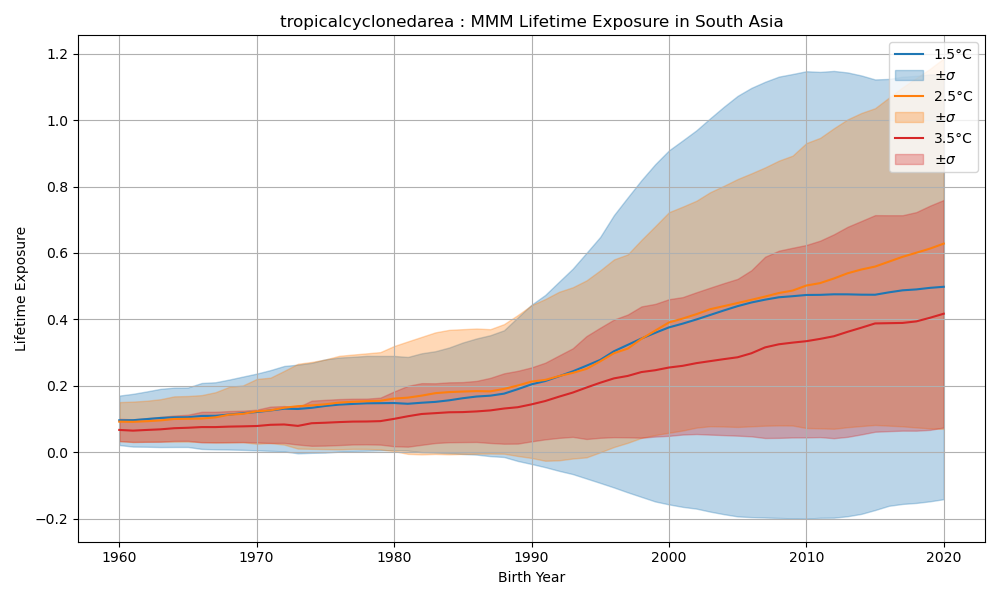 tropicalcyclonedarea : MMM Lifetime Exposure in South Asia
1.5°C
±σ
2.5°C
±σ
3.5°C
±σ
Lifetime Exposure
1.2
1.0
0.8
0.6
0.4
0.2
0.0
−0.2
1960
1970
1980
1990
2000
2010
2020
Birth Year